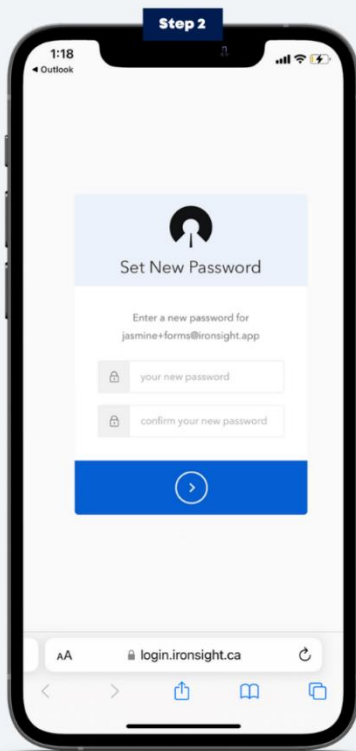 Step 2
1:18
◀ Outlook
Set New Password
Enter a new password for
jasmine+forms@ironsight.app
your new password
confirm your new password
AA
login.ironsight.ca